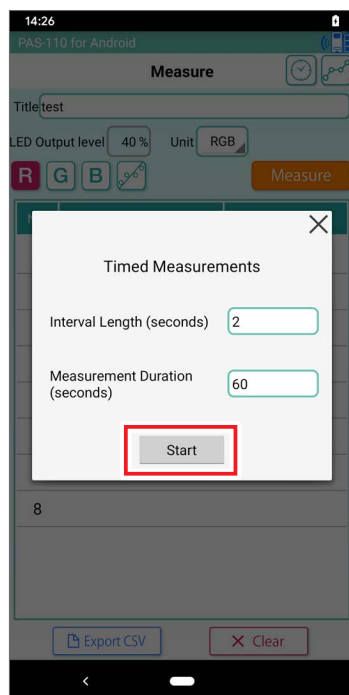 14:26
PAS-110 for Android
Measure
Title test
LED Output level 40 % Unit RGB
R G B Measure
Timed Measurements
Interval Length (seconds) 2
Measurement Duration
(seconds) 60
Start
8
Export CSV Clear